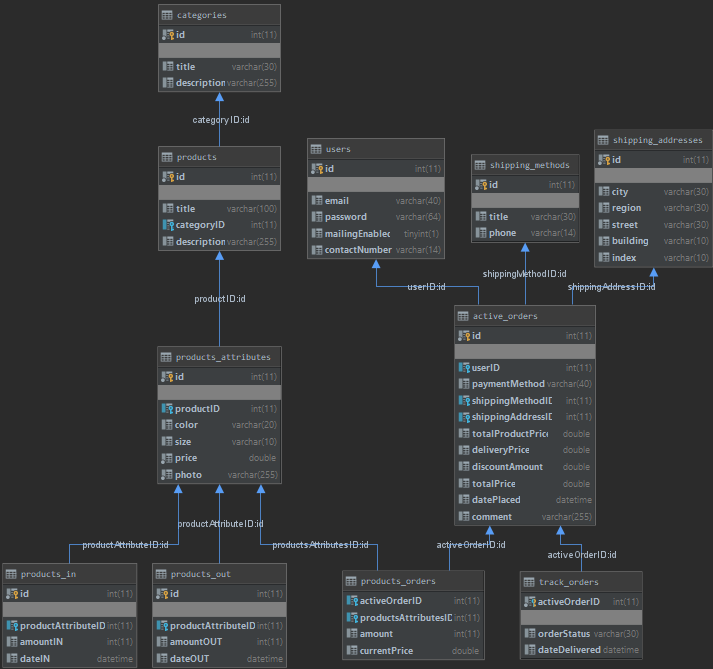 categories
id int(11)
title varchar(30)
description varchar(255)
categoryID:id
products
id int(11)
title varchar(100)
categoryID int(11)
description varchar(255)
productID:id
users
id int(11)
email varchar(40)
password varchar(64)
mailingEnabled tinyint(1)
contactNumber varchar(14)
shipping_methods
id int(11)
title varchar(30)
phone varchar(14)
shipping_addresses
id int(11)
city varchar(30)
region varchar(30)
street varchar(30)
building varchar(10)
index varchar(10)
userID:id
shippingMethodID:id
shippingAddressID:id
active_orders
id int(11)
userID int(11)
paymentMethod varchar(40)
shippingMethodID int(11)
shippingAddressID int(11)
totalProductPrice double
deliveryPrice double
discountAmount double
totalPrice double
datePlaced datetime
comment varchar(255)
products_attributes
id int(11)
productID int(11)
color varchar(20)
size varchar(10)
price double
photo varchar(255)
productAttributeID:id
productAttributeID:id
productsAttributesID:id
activeOrderID:id
activeOrderID:id
products_in
id int(11)
productAttributeID int(11)
amountIN int(11)
dateIN datetime
products_out
id int(11)
productAttributeID int(11)
amountOUT int(11)
dateOUT datetime
products_orders
activeOrderID int(11)
productsAttributesID int(11)
amount int(11)
currentPrice double
track_orders
activeOrderID int(11)
orderStatus varchar(30)
dateDelivered datetime